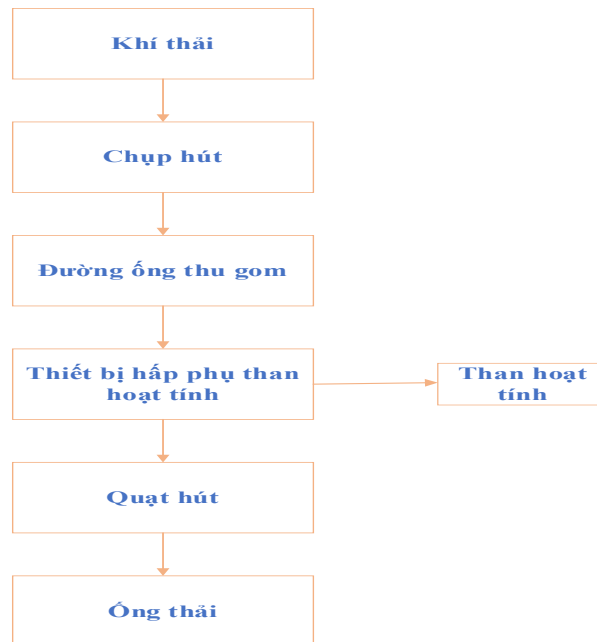 Khí thải
Chụp hút
Đường ống thu gom
Thiết bị hấp phụ than
hoạt tính
Than hoạt
tính
Quạt hút
Óng thải